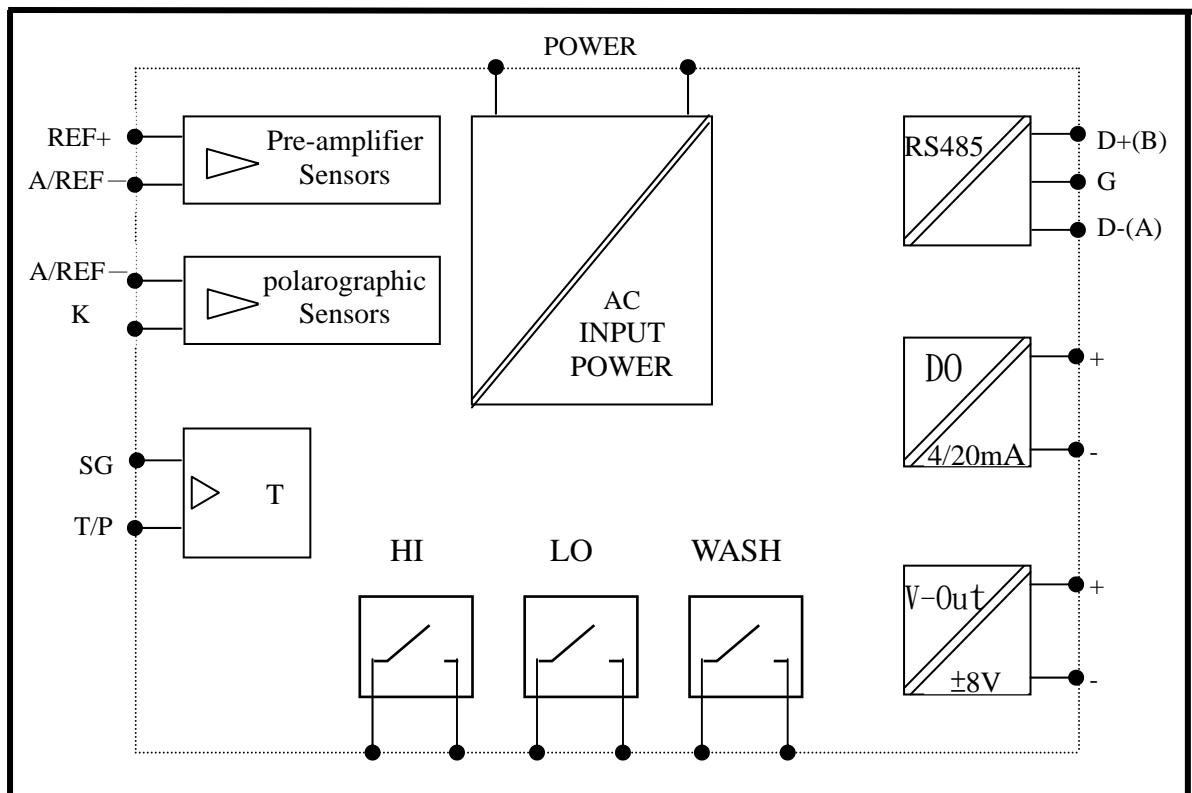 POWER
REF+
A/REF—
Pre-amplifier
Sensors
A/REF—
K
polarographic
Sensors
AC
INPUT
POWER
RS485
D+(B)
G
D-(A)
DO
4/20mA
+
-
SG
T/P
T
HI
LO
WASH
V-Out
±8V
+
-